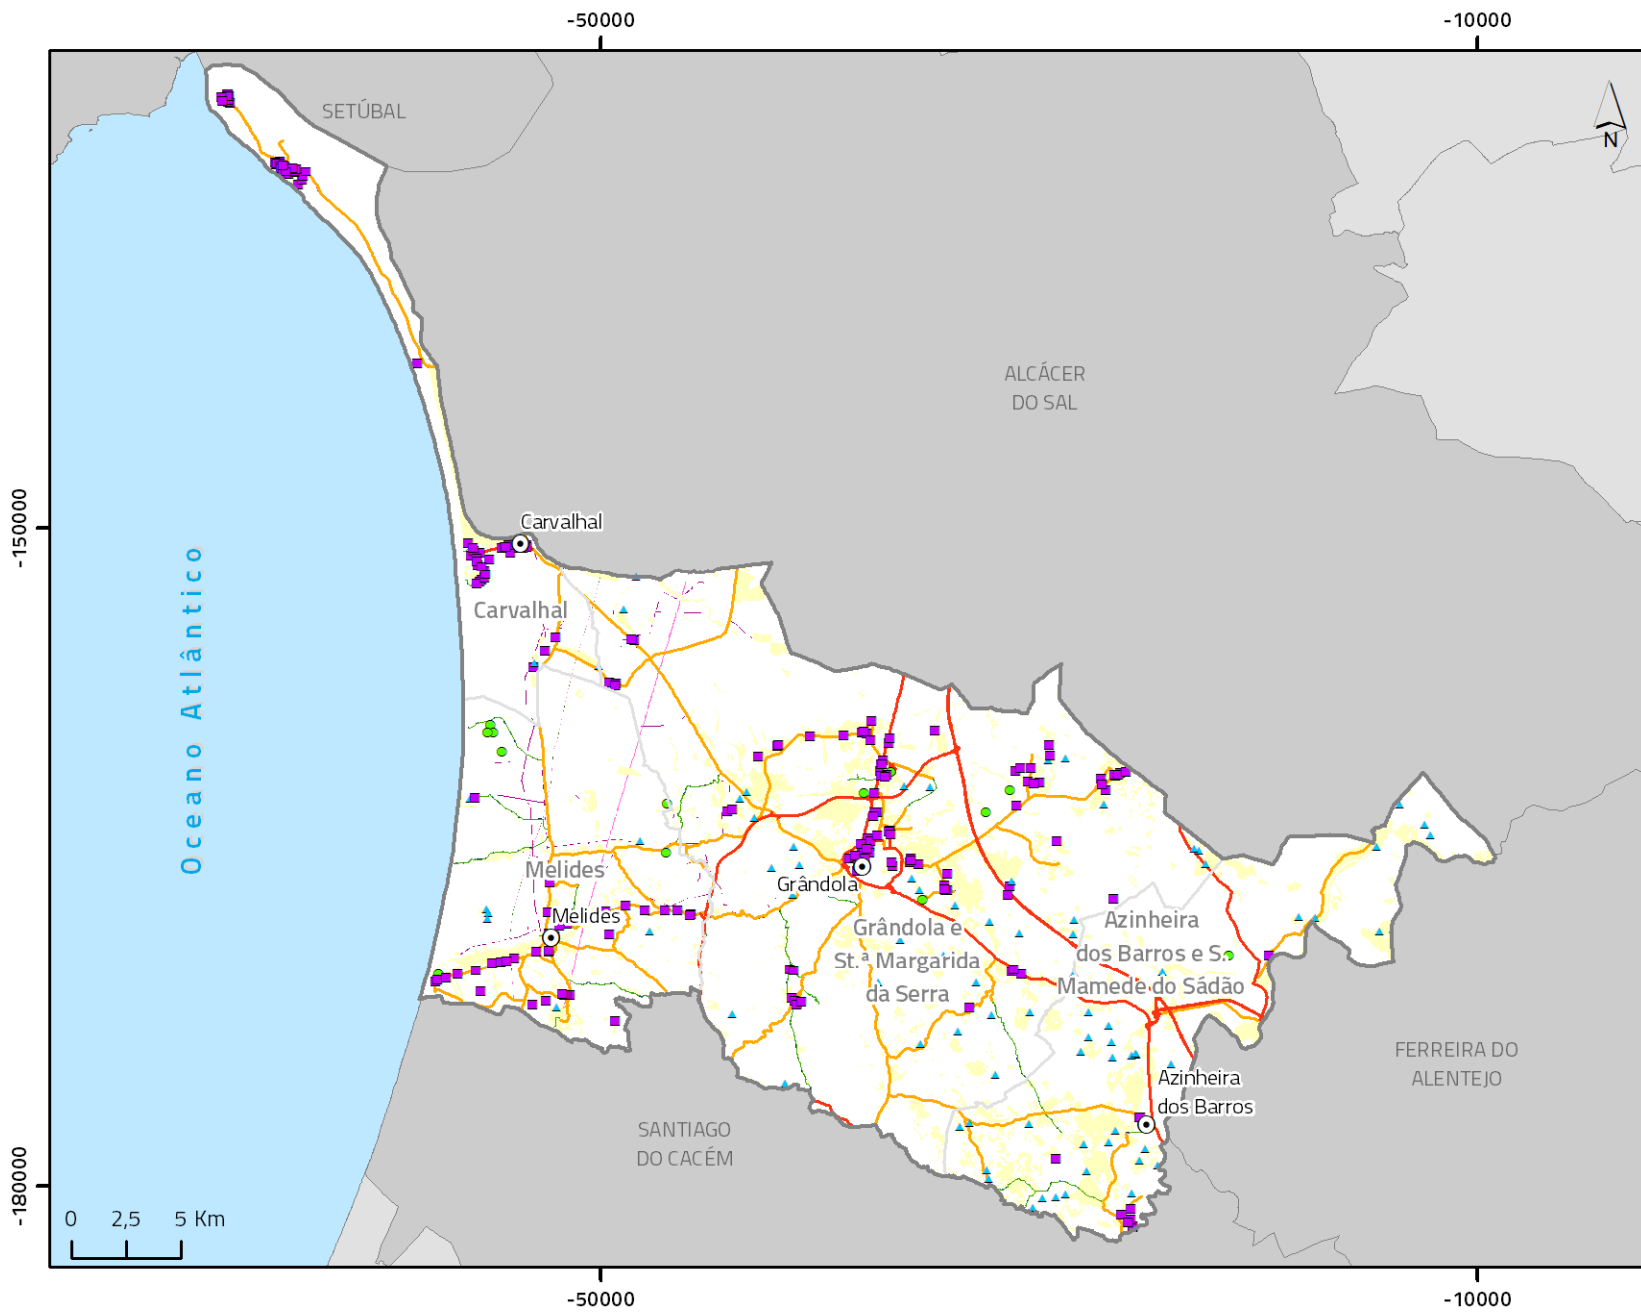 -50000
-10000
SETÚBAL
N
ALCÁCER
DO SAL
-150000
Carvalhal
Oceano Atlântico
Carvalhal
Melides
Grândola
Melides
Grândola e
St.ª Margarida
da Serra
Azinheira
dos Barros e S.
Mamede do Sádão
FERREIRA DO
ALENTEJO
Azinheira
dos Barros
SANTIAGO
DO CACÉM
-180000
0 2,5 5 Km
-50000
-10000